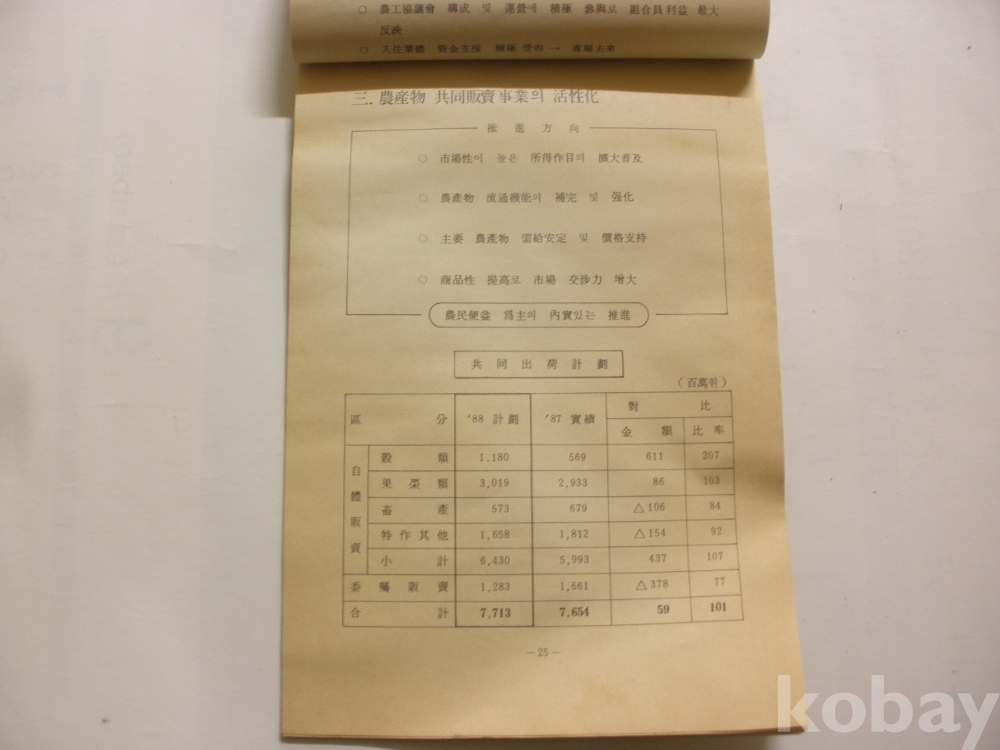 ○ 農工協議會 構成 및 運營에 積極 參與로 組合員利益 最大
反映
○ 入住業體 資金支援 積極 受容
三. 農産物 共同販賣事業의 活性化
推進方向
○ 市場性이 높은 所得作目의 擴大普及
○ 農產物 流通機能의 補完 및 强化
○ 主要 農產物 需給安定 및 價格支持
○ 商品性 提高로 市場 交涉力 增大
農民便益 爲主의 內實있는 推進
共同出荷計劃
(百萬원)
區分 '88 計劃 '87 實績 對比
金額 比率
自體販賣
穀類 1.180 569 611 207
果菜類 3,019 2,933 86 103
畜產 573 679 △106 84
特作其他 1,658 1,812 △154 92
小計 6,430 5,993 437 107
委囑販賣 1,283 1,661 △378 77
合計 7,713 7,654 59 101
—25—
kobay